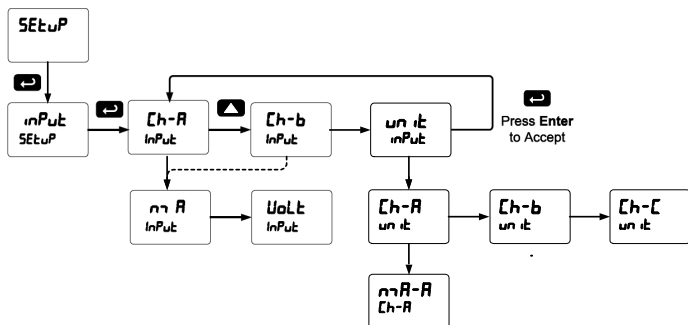 SEtuP
inPut
SEtuP
Ch-A
InPut
Ch-b
InPut
unit
inPut
Press Enter
to Accept
mA
InPut
VoLt
InPut
Ch-A
unit
Ch-b
unit
Ch-C
unit
mA-A
Ch-A